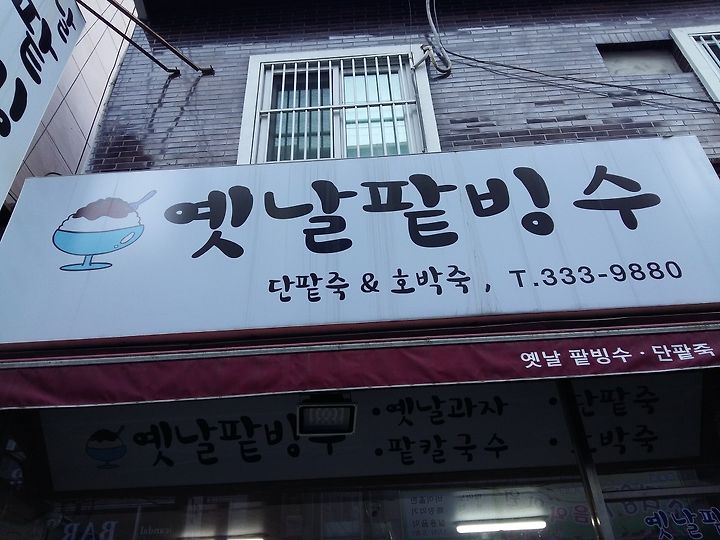 옛날팥빙수
단팥죽 & 호박죽 , T.333-9880
옛날 팥빙수 · 단팥죽
옛날팥빙수
· 옛날과자 · 단팥죽
· 팥칼국수 · 호박죽
BAR